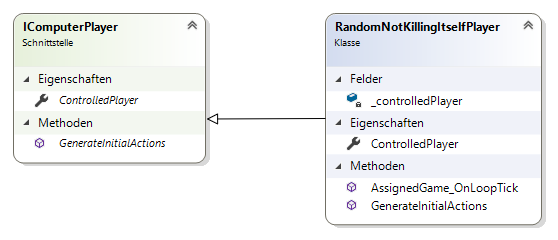 IComputerPlayer
Schnittstelle
Eigenschaften
ControlledPlayer
Methoden
GenerateInitialActions
RandomNotKillingItselfPlayer
Klasse
Felder
_controlledPlayer
Eigenschaften
ControlledPlayer
Methoden
AssignedGame_OnLoopTick
GenerateInitialActions